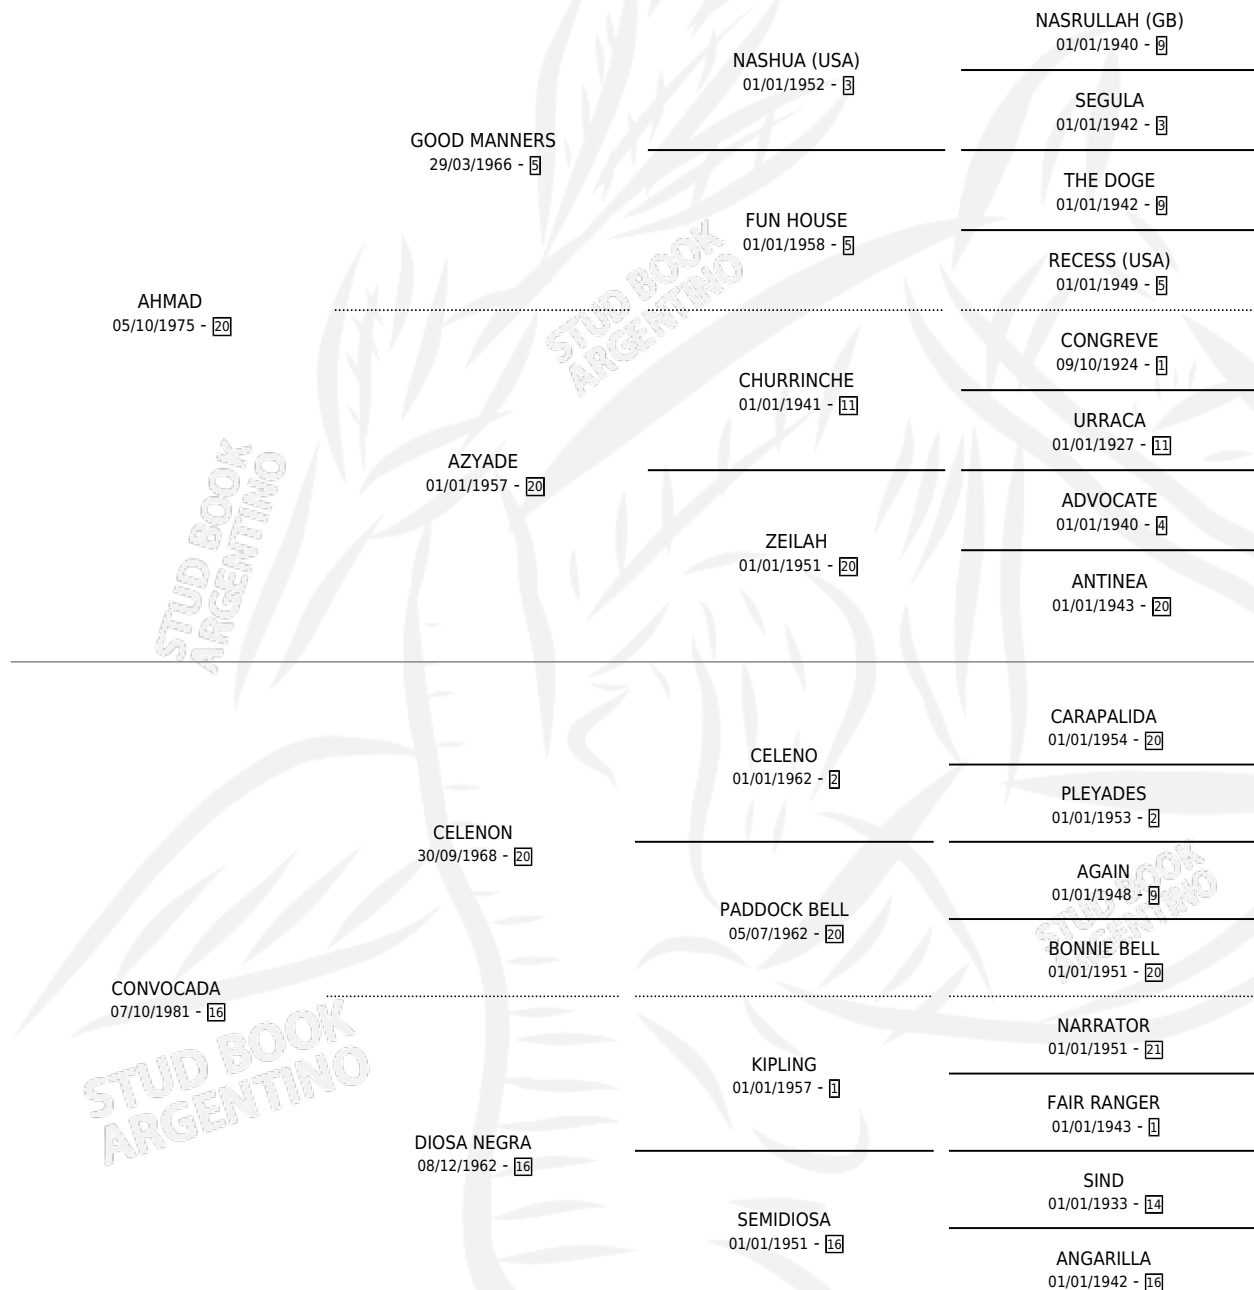 NASRULLAH (GB)
01/01/1940 - 9
NASHUA (USA)
01/01/1952 - 3
SEGULA
01/01/1942 - 3
GOOD MANNERS
29/03/1966 - 5
THE DOGE
01/01/1942 - 9
FUN HOUSE
01/01/1958 - 5
RECESS (USA)
01/01/1949 - 5
AHMAD
05/10/1975 - 20
CONGREVE
09/10/1924 - 1
CHURRINCHE
01/01/1941 - 11
URRACA
01/01/1927 - 11
AZYADE
01/01/1957 - 20
ADVOCATE
01/01/1940 - 4
ZEILAH
01/01/1951 - 20
ANTINEA
01/01/1943 - 20
CARAPALIDA
01/01/1954 - 20
CELENO
01/01/1962 - 2
PLEYADES
01/01/1953 - 2
CELENON
30/09/1968 - 20
AGAIN
01/01/1948 - 9
PADDOCK BELL
05/07/1962 - 20
BONNIE BELL
01/01/1951 - 20
CONVOCADA
07/10/1981 - 16
NARRATOR
01/01/1951 - 21
KIPLING
01/01/1957 - 1
FAIR RANGER
01/01/1943 - 1
DIOSA NEGRA
08/12/1962 - 16
SIND
01/01/1933 - 14
SEMIDIOSA
01/01/1951 - 16
ANGARILLA
01/01/1942 - 16
STUD BOOK
ARGENTINO
STUD BOOK
ARGENTINO
STUD BOOK
ARGENTINO
STUD BOOK
ARGENTINO